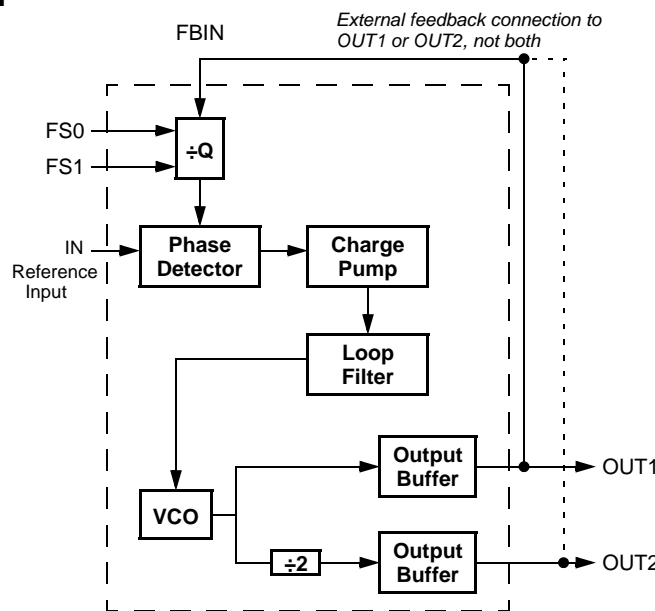 FBIN
External feedback connection to
OUT1 or OUT2, not both
FS0
FS1
÷Q
IN
Reference
Input
Phase
Detector
Charge
Pump
Loop
Filter
VCO
Output
Buffer
OUT1
÷2
Output
Buffer
OUT2